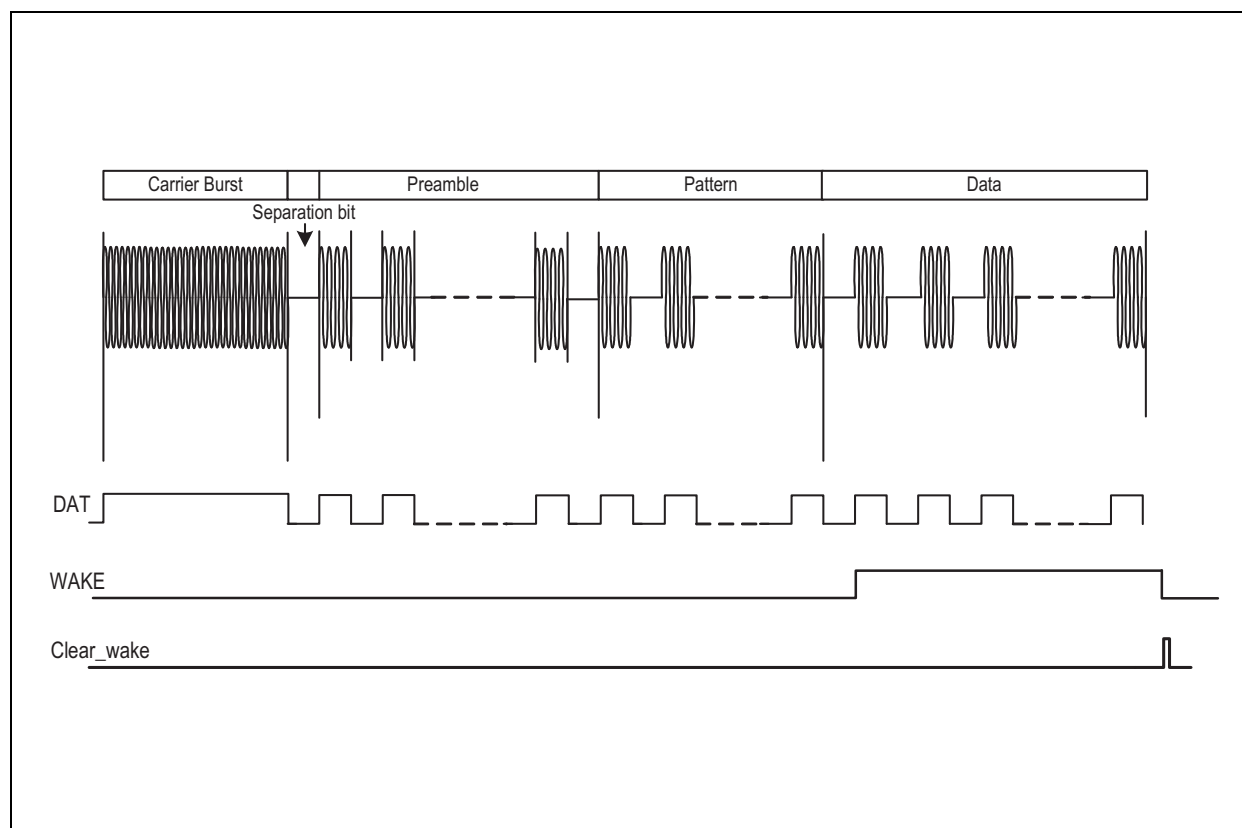 Carrier Burst
Preamble
Pattern
Data
Separation bit
DAT
WAKE
Clear_wake